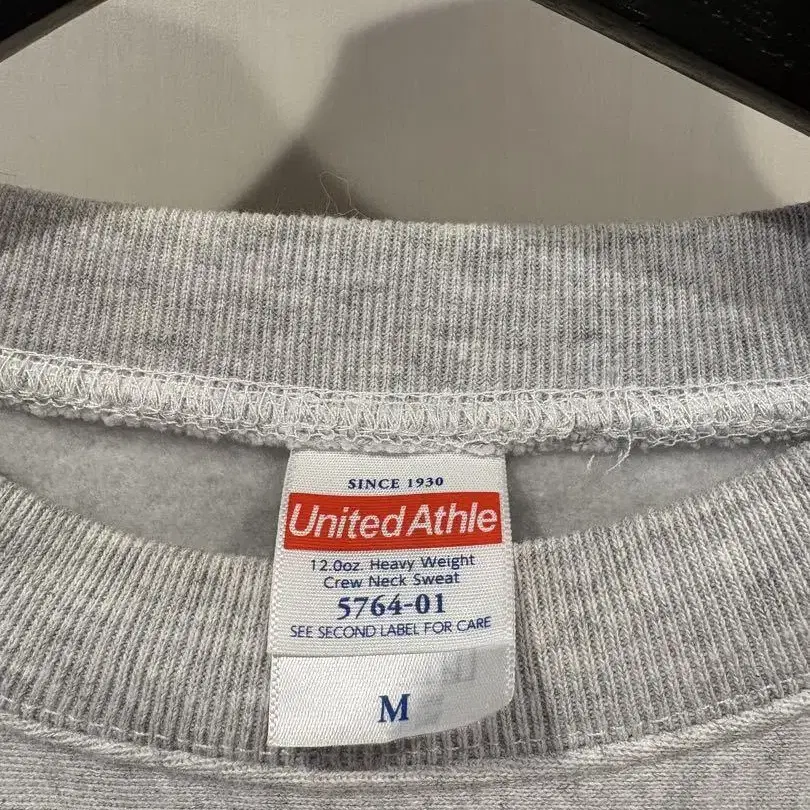 SINCE 1930
United Athle
12.0oz. Heavy Weight
Crew Neck Sweat
5764-01
SEE SECOND LABEL FOR CARE
M